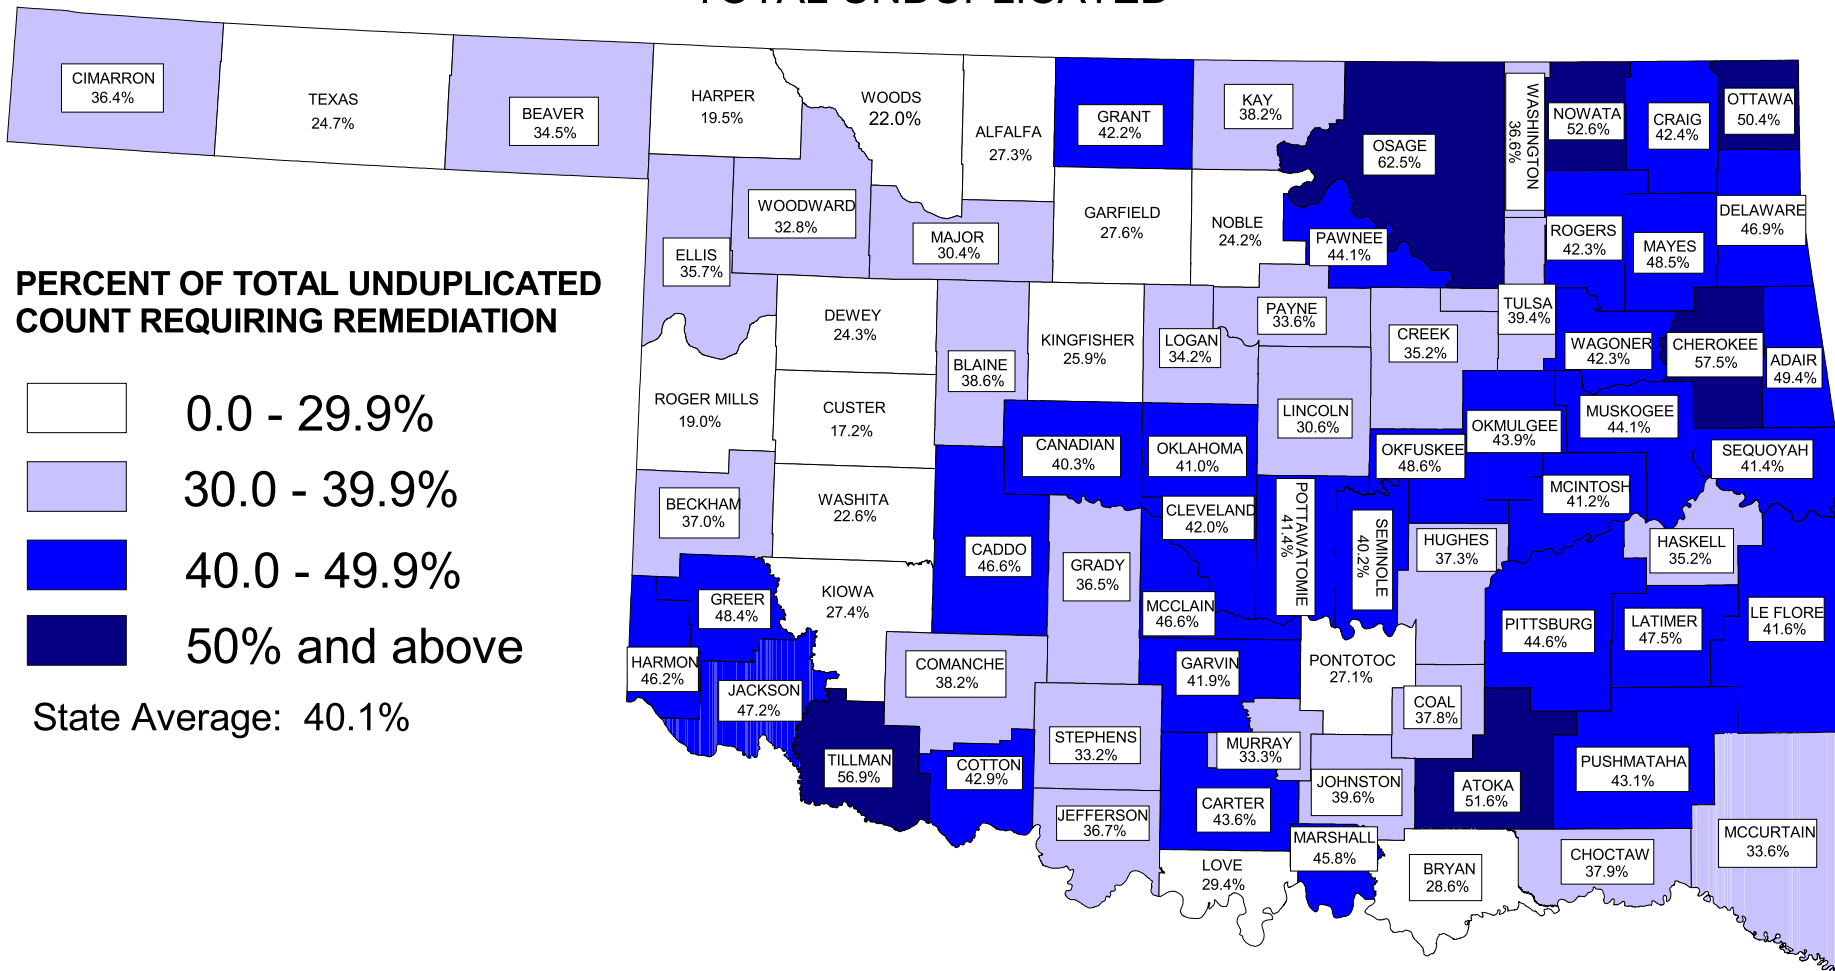 TOTAL UNDUPLICATED
CIMARRON
36.4%
TEXAS
24.7%
BEAVER
34.5%
HARPER
19.5%
WOODS
22.0%
ALFALFA
27.3%
GRANT
42.2%
KAY
38.2%
OSAGE
62.5%
WASHINGTON
36.6%
NOWATA
52.6%
CRAIG
42.4%
OTTAWA
50.4%
ELLIS
35.7%
WOODWARD
32.8%
MAJOR
30.4%
GARFIELD
27.6%
NOBLE
24.2%
PAWNEE
44.1%
ROGERS
42.3%
MAYES
48.5%
DELAWARE
46.9%
PERCENT OF TOTAL UNDUPLICATED
COUNT REQUIRING REMEDIATION
0.0 - 29.9%
30.0 - 39.9%
40.0 - 49.9%
50% and above
State Average: 40.1%
DEWEY
24.3%
BLAINE
38.6%
KINGFISHER
25.9%
LOGAN
34.2%
PAYNE
33.6%
CREEK
35.2%
TULSA
39.4%
WAGONER
42.3%
CHEROKEE
57.5%
ADAIR
49.4%
ROGER MILLS
19.0%
CUSTER
17.2%
CANADIAN
40.3%
OKLAHOMA
41.0%
LINCOLN
30.6%
OKFUSKEE
48.6%
OKMULGEE
43.9%
MUSKOGEE
44.1%
SEQUOYAH
41.4%
BECKHAM
37.0%
WASHITA
22.6%
CADDO
46.6%
GRADY
36.5%
CLEVELAND
42.0%
POTTAWATOMIE
41.4%
SEMINOLE
40.2%
HUGHES
37.3%
MCINTOSH
41.2%
HASKELL
35.2%
GREER
48.4%
KIOWA
27.4%
MCCLAIN
46.6%
PITTSBURG
44.6%
LATIMER
47.5%
LE FLORE
41.6%
HARMON
46.2%
JACKSON
47.2%
COMANCHE
38.2%
GARVIN
41.9%
PONTOTOC
27.1%
COAL
37.8%
TILLMAN
56.9%
COTTON
42.9%
STEPHENS
33.2%
MURRAY
33.3%
JOHNSTON
39.6%
ATOKA
51.6%
PUSHMATAHA
43.1%
JEFFERSON
36.7%
CARTER
43.6%
MARSHALL
45.8%
LOVE
29.4%
BRYAN
28.6%
CHOCTAW
37.9%
MCCURTAIN
33.6%